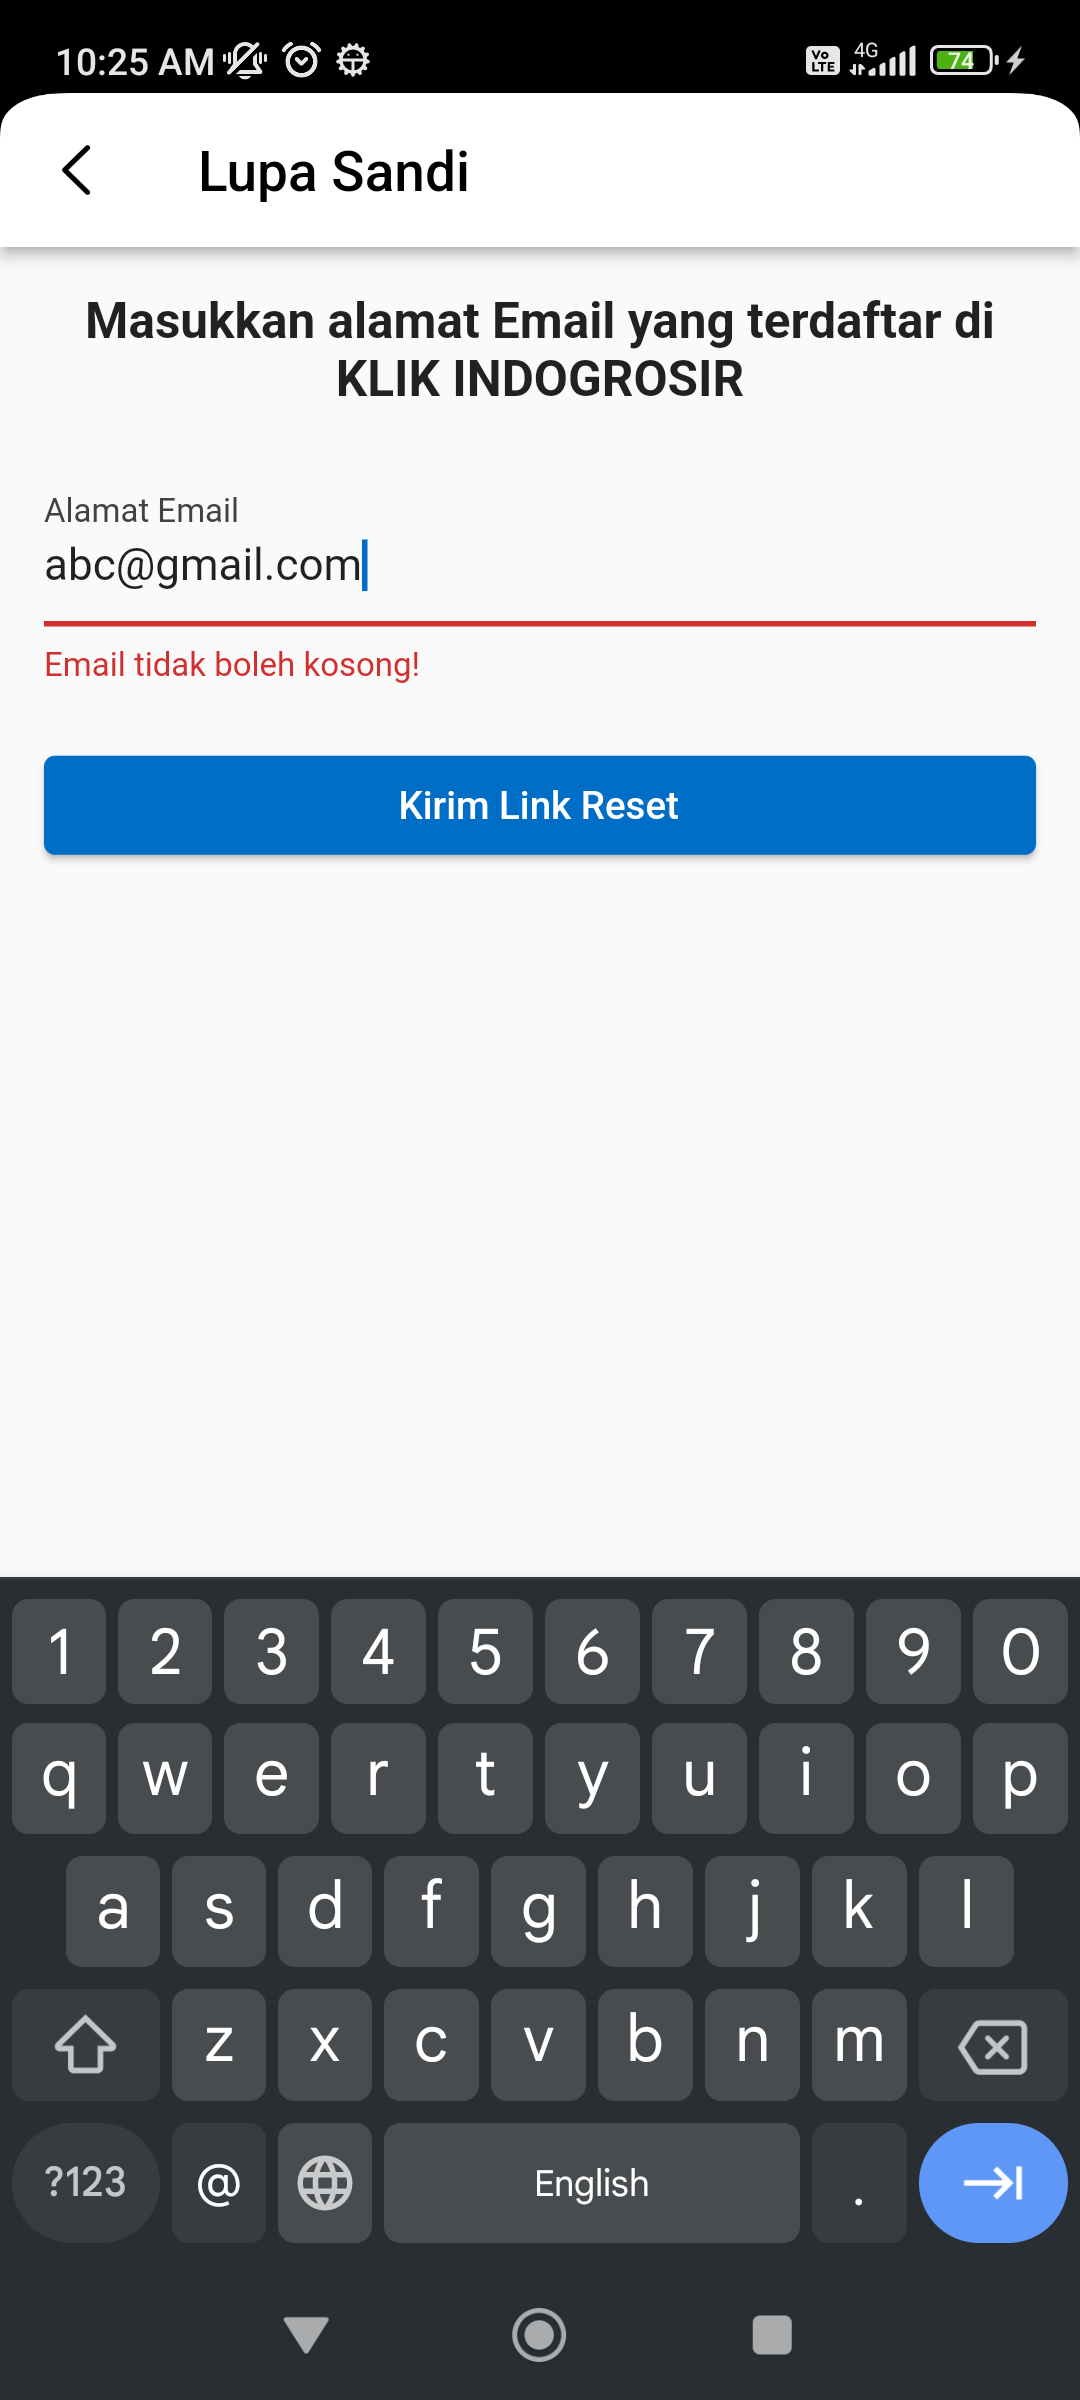 10:25 AM
Vo LTE 4G 74
Lupa Sandi
Masukkan alamat Email yang terdaftar di
KLIK INDOGROSIR
Alamat Email
abc@gmail.com
Email tidak boleh kosong!
Kirim Link Reset
1 2 3 4 5 6 7 8 9 0
q w e r t y u i o p
a s d f g h j k l
z x c v b n m
?123 @ English .